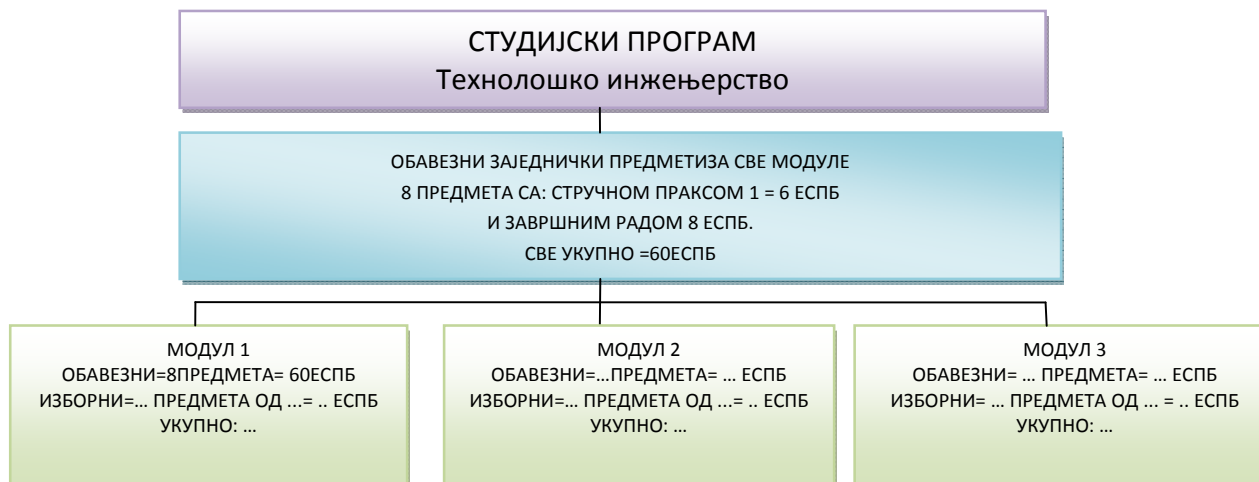 СТУДИЈСКИ ПРОГРАМ
Технолошко инжењерство
ОБАВЕЗНИ ЗАЈЕДНИЧКИ ПРЕДМЕТИЗА СВЕ МОДУЛЕ
8 ПРЕДМЕТА СА: СТРУЧНОМ ПРАКСОМ 1 = 6 ЕСПБ
И ЗАВРШНИМ РАДОМ 8 ЕСПБ.
СВЕ УКУПНО =60ЕСПБ
МОДУЛ 1
ОБАВЕЗНИ=8ПРЕДМЕТА= 60ЕСПБ
ИЗБОРНИ=... ПРЕДМЕТА ОД ...= .. ЕСПБ
УКУПНО: ...
МОДУЛ 2
ОБАВЕЗНИ=...ПРЕДМЕТА= ... ЕСПБ
ИЗБОРНИ=... ПРЕДМЕТА ОД ...= .. ЕСПБ
УКУПНО: ...
МОДУЛ 3
ОБАВЕЗНИ= ... ПРЕДМЕТА= ... ЕСПБ
ИЗБОРНИ= ... ПРЕДМЕТА ОД ... = .. ЕСПБ
УКУПНО: ...